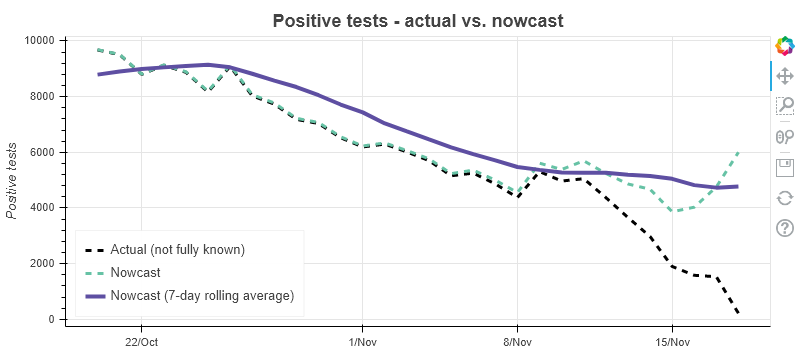 Positive tests - actual vs. nowcast
10000
8000
6000
4000
2000
0
Positive tests
Actual (not fully known)
Nowcast
Nowcast (7-day rolling average)
22/Oct
1/Nov
8/Nov
15/Nov